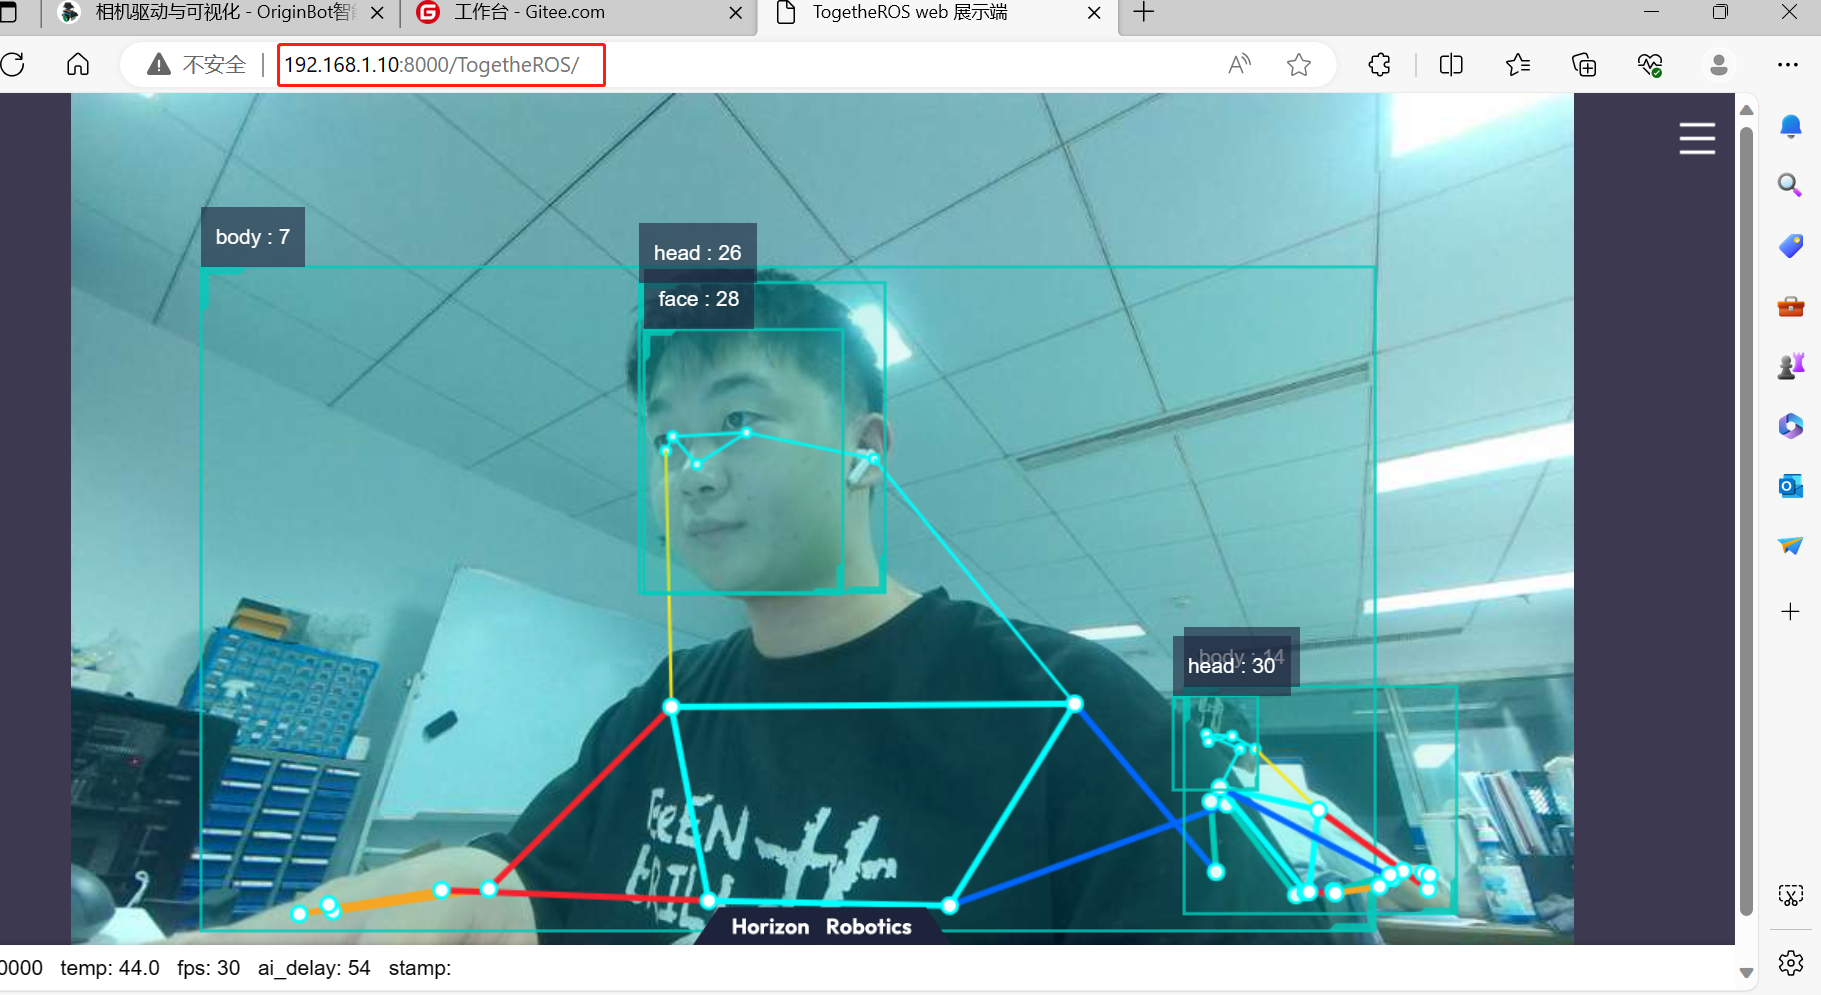 相机驱动与可视化 - OriginBot智
工作台 - Gitee.com
TogetheROS web 展示端
不安全
192.168.1.10:8000/TogetheROS/
body : 7
head : 26
face : 28
body : 14
head : 30
Horizon Robotics
0000 temp: 44.0 fps: 30 ai_delay: 54 stamp: